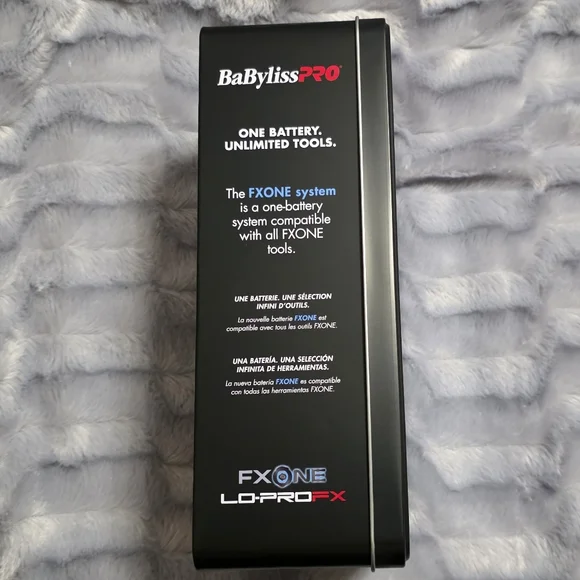 BaBylissPRO®
ONE BATTERY.
UNLIMITED TOOLS.
The FXONE system
is a one-battery
system compatible
with all FXONE
tools.
UNE BATTERIE. UNE SÉLECTION
INFINI D'OUTILS.
La nouvelle batterie FXONE est
compatible avec tous les outils FXONE.
UNA BATERÍA. UNA SELECCIÓN
INFINITA DE HERRAMIENTAS.
La nueva batería FXONE es compatible
con todas las herramientas FXONE.
FXONE
LO-PROFX